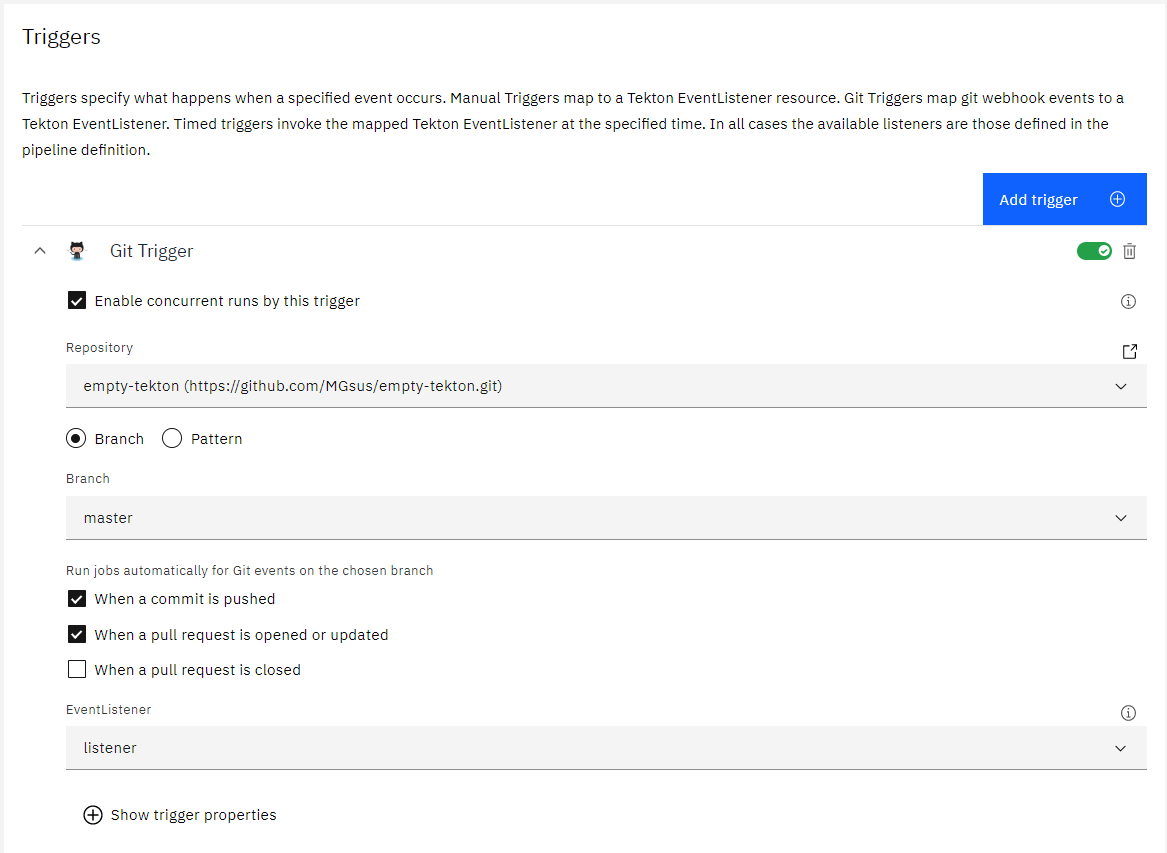 Triggers
Triggers specify what happens when a specified event occurs. Manual Triggers map to a Tekton EventListener resource. Git Triggers map git webhook events to a
Tekton EventListener. Timed triggers invoke the mapped Tekton EventListener at the specified time. In all cases the available listeners are those defined in the
pipeline definition.
Add trigger
Git Trigger
Enable concurrent runs by this trigger
Repository
empty-tekton (https://github.com/MGsus/empty-tekton.git)
Branch Pattern
Branch
master
Run jobs automatically for Git events on the chosen branch
When a commit is pushed
When a pull request is opened or updated
When a pull request is closed
EventListener
listener
Show trigger properties